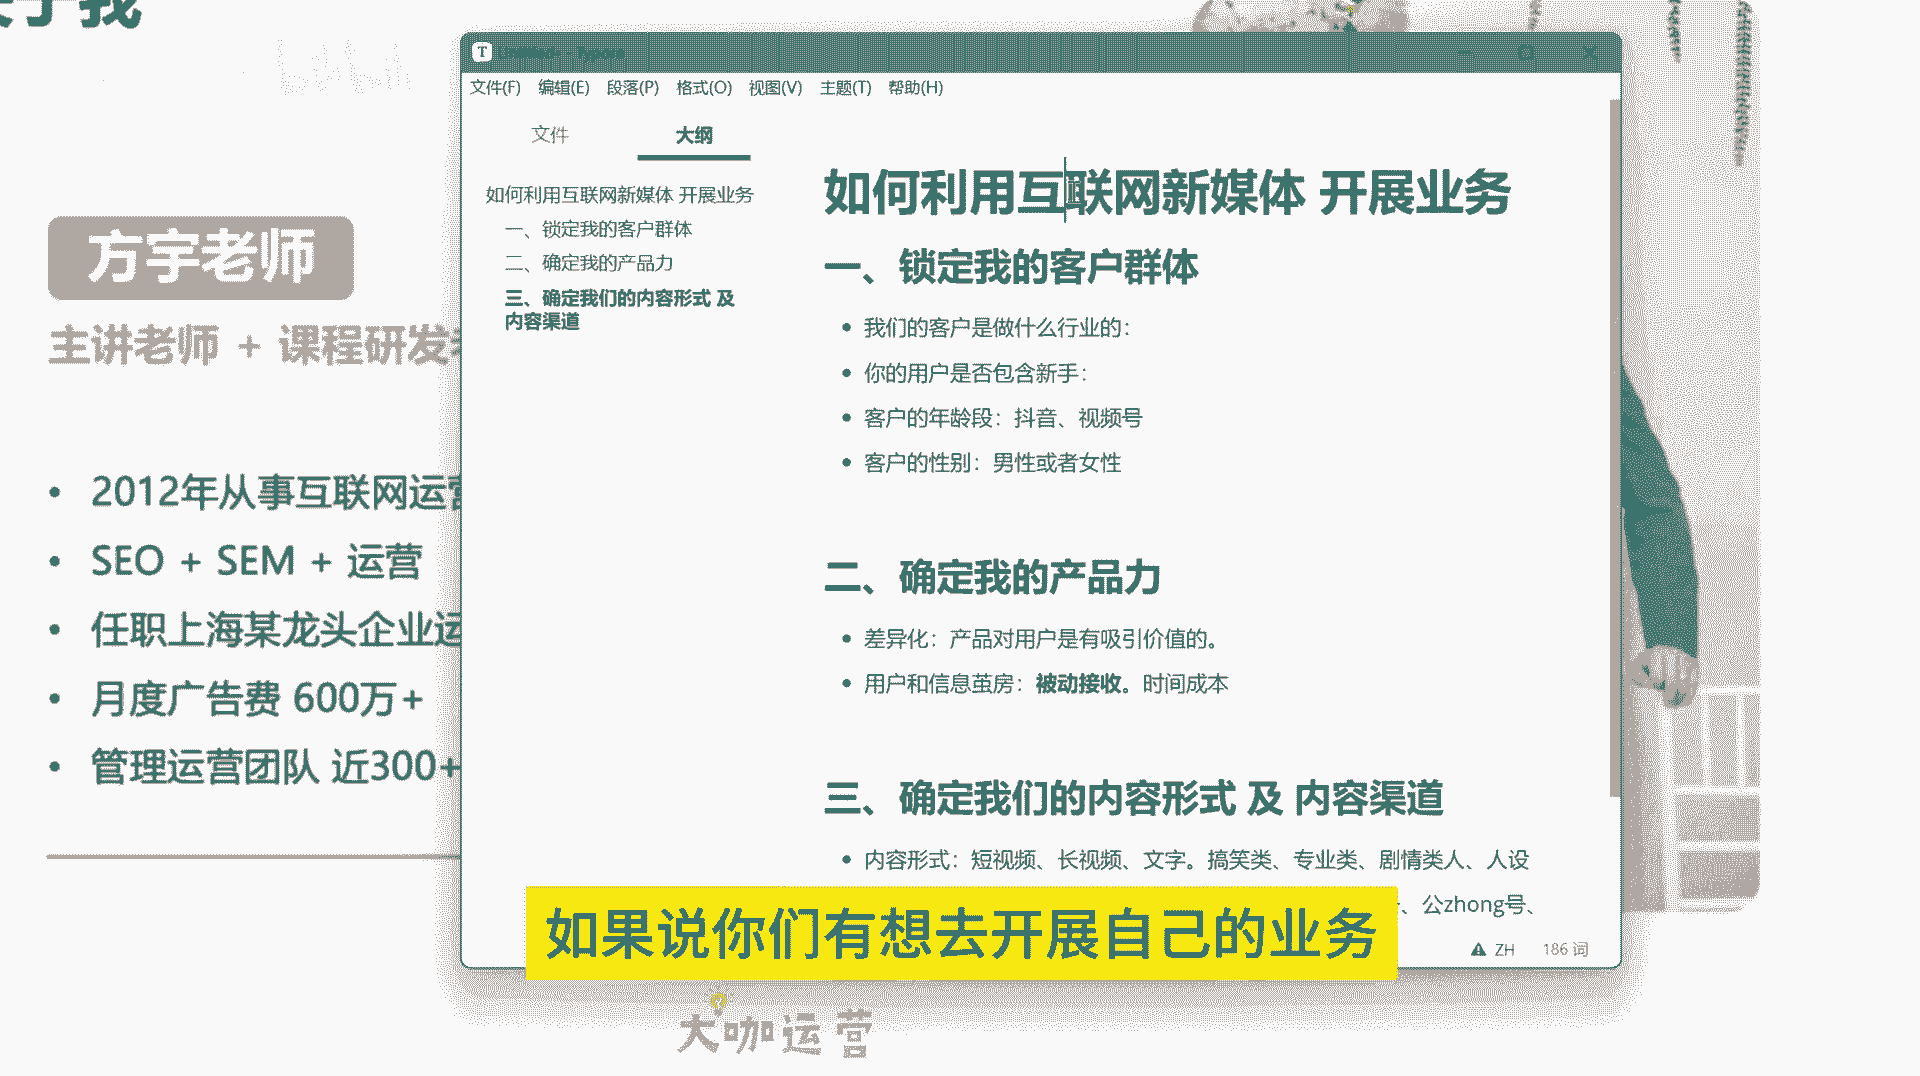 方宇老师
主讲老师 + 课程研发
2012年从事互联网运营
SEO + SEM + 运营
任职上海某龙头企业运
月度广告费 600万+
管理运营团队 近300+
文件(F) 编辑(E) 段落(P) 格式(O) 视图(V) 主题(T) 帮助(H)
文件 大纲
如何利用互联网新媒体 开展业务
一、锁定我的客户群体
二、确定我的产品力
三、确定我们的内容形式 及
内容渠道
如何利用互联网新媒体 开展业务
一、锁定我的客户群体
我们的客户是做什么行业的：
你的用户是否包含新手：
客户的年龄段：抖音、视频号
客户的性别：男性或者女性
二、确定我的产品力
差异化：产品对用户是有吸引价值的。
用户和信息茧房：被动接收。时间成本
三、确定我们的内容形式 及 内容渠道
内容形式：短视频、长视频、文字。搞笑类、专业类、剧情类人、人设
、公zhong号、
ZH 186 词
如果说你们有想去开展自己的业务
大咖运营